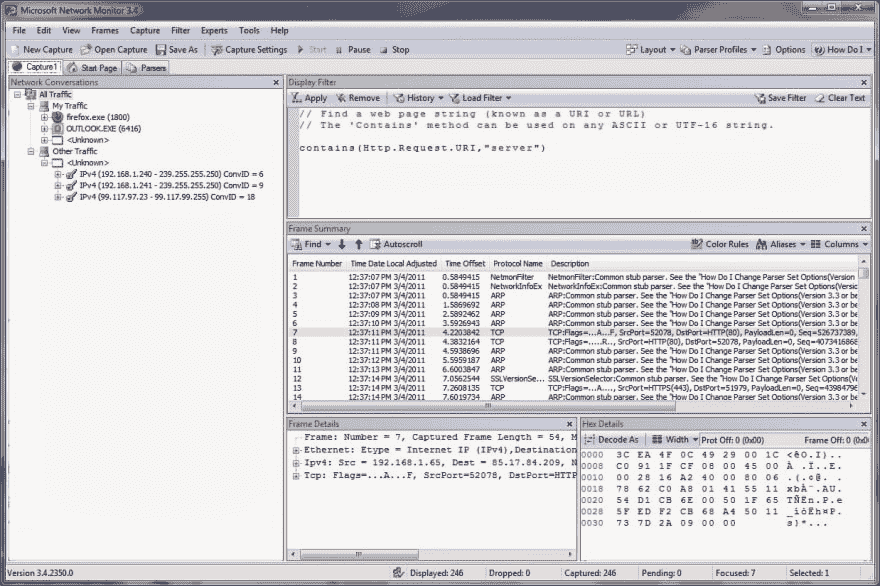 Microsoft Network Monitor 3.4
File Edit View Frames Capture Filter Experts Tools Help
New Capture Open Capture Save As Capture Settings Start Pause Stop Layout Parser Profiles Options How Do I
Capture1 Start Page Parsers
Network Conversations
All Traffic
My Traffic
firefox.exe (1800)
OUTLOOK.EXE (6416)
<Unknown>
Other Traffic
<Unknown>
IPv4 (192.168.1.240 - 239.255.255.250) ConvID = 6
IPv4 (192.168.1.241 - 239.255.255.250) ConvID = 9
IPv4 (99.117.97.23 - 99.117.99.255) ConvID = 18
Display Filter
Apply Remove History Load Filter Save Filter Clear Text
// Find a web page string (known as a URI or URL)
// The 'Contains' method can be used on any ASCII or UTF-16 string.
contains(Http.Request.URI,"server")
Frame Summary
Find Autoscroll Color Rules Aliases Columns
Frame Number Time Date Local Adjusted Time Offset Protocol Name Description
1 12:37:07 PM 3/4/2011 0.5849415 NetmonFilter NetmonFilter:Common stub parser. See the "How Do I Change Parser Set Options(Version
2 12:37:07 PM 3/4/2011 0.5849415 NetworkInfoEx NetworkInfoEx:Common stub parser. See the "How Do I Change Parser Set Options(Version
3 12:37:07 PM 3/4/2011 0.5849415 ARP ARP:Common stub parser. See the "How Do I Change Parser Set Options(Version 3.3 or be
4 12:37:08 PM 3/4/2011 1.5869692 ARP ARP:Common stub parser. See the "How Do I Change Parser Set Options(Version 3.3 or be
5 12:37:09 PM 3/4/2011 2.5892462 ARP ARP:Common stub parser. See the "How Do I Change Parser Set Options(Version 3.3 or be
6 12:37:10 PM 3/4/2011 3.5926943 ARP ARP:Common stub parser. See the "How Do I Change Parser Set Options(Version 3.3 or be
7 12:37:11 PM 3/4/2011 4.2203842 TCP TCP:Flags=...A...F, SrcPort=52078, DstPort=HTTP(80), PayloadLen=0, Seq=526737389,
8 12:37:11 PM 3/4/2011 4.3832164 TCP TCP:Flags=.....R.., SrcPort=HTTP(80), DstPort=52078, PayloadLen=0, Seq=4073416868
9 12:37:11 PM 3/4/2011 4.5938696 ARP ARP:Common stub parser. See the "How Do I Change Parser Set Options(Version 3.3 or be
10 12:37:12 PM 3/4/2011 5.5959187 ARP ARP:Common stub parser. See the "How Do I Change Parser Set Options(Version 3.3 or be
11 12:37:13 PM 3/4/2011 6.6003847 ARP ARP:Common stub parser. See the "How Do I Change Parser Set Options(Version 3.3 or be
12 12:37:14 PM 3/4/2011 7.0562544 SSLVersionSe... SSLVersionSelector:Common stub parser. See the "How Do I Change Parser Set Options(Ve
13 12:37:14 PM 3/4/2011 7.2608135 TCP TCP:Flags=...A...., SrcPort=HTTPS(443), DstPort=51979, PayloadLen=0, Seq=43984796
14 12:37:14 PM 3/4/2011 7.6019734 ARP ARP:Common stub parser. See the "How Do I Change Parser Set Options(Version 3.3 or be
Frame Details
Frame: Number = 7, Captured Frame Length = 54, M
Ethernet: Etype = Internet IP (IPv4),Destination
Ipv4: Src = 192.168.1.65, Dest = 85.17.84.209, N
Tcp: Flags=...A...F, SrcPort=52078, DstPort=HTTP
Hex Details
Decode As Width Prot Off: 0 (0x00) Frame Off: 0 (0x0
0000 3C EA 4F 0C 49 29 00 1C <êO.I)..
0008 C0 91 1F CF 08 00 45 00 À.Ï..E.
0010 00 28 16 A2 40 00 80 06 .(.¢@..
0018 78 62 C0 A8 01 41 55 11 xbÀ¨.AU.
0020 54 D1 CB 6E 00 50 1F 65 TÑËn.P.e
0028 5F ED F2 CB 68 A4 50 11 _íòËh¤P.
0030 73 7D 2A 09 00 00 s}*...
Version 3.4.2350.0 Displayed: 246 Dropped: 0 Captured: 246 Pending: 0 Focused: 7 Selected: 1